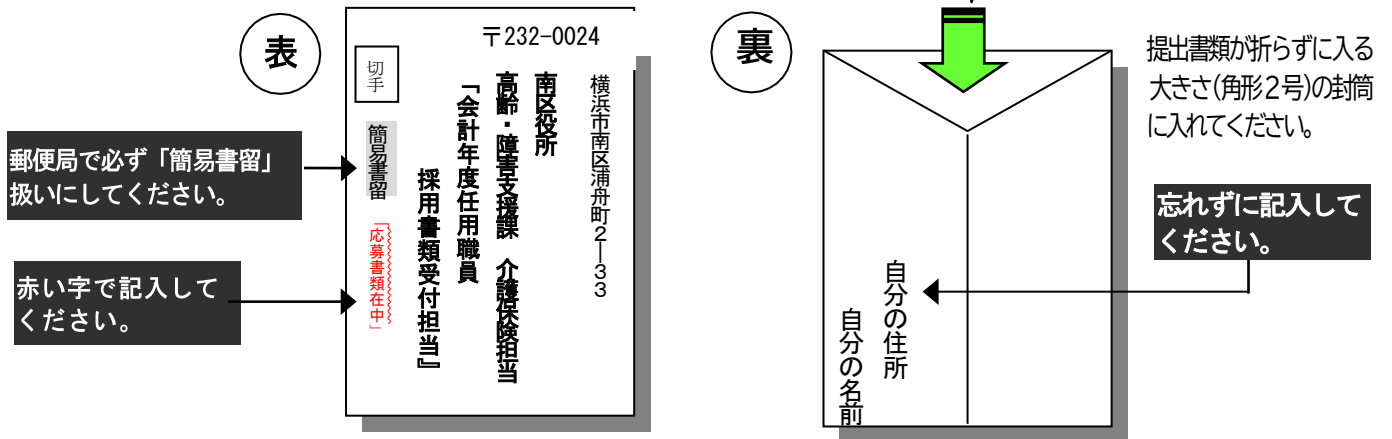 表
〒232-0024
横浜市南区浦舟町2―33
南区役所
高齢・障害支援課　介護保険担当
「会計年度任用職員
採用書類受付担当』
切手
簡易書留
「応募書類在中」
郵便局で必ず「簡易書留」
扱いにしてください。
赤い字で記入して
ください。
裏
提出書類が折らずに入る
大きさ(角形２号)の封筒
に入れてください。
忘れずに記入して
ください。
自分の住所
自分の名前